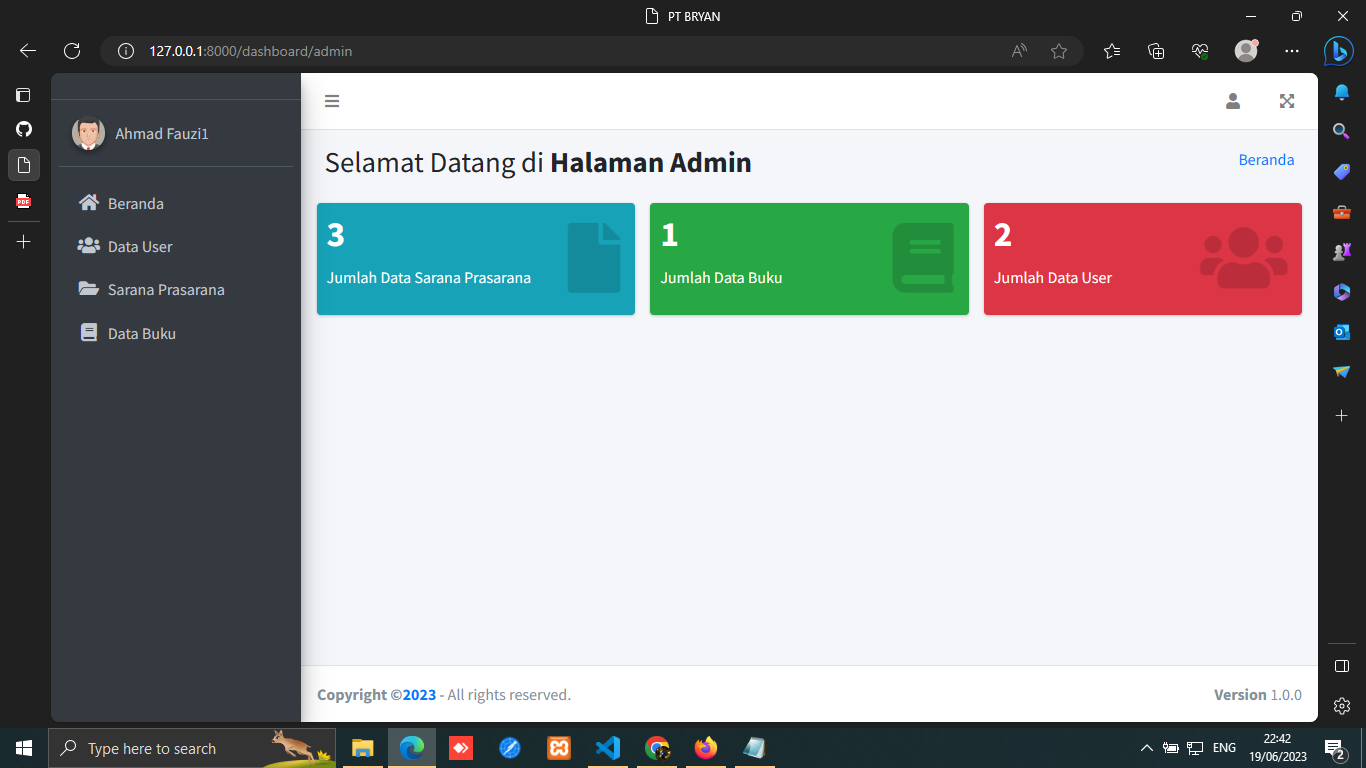 PT BRYAN
127.0.0.1:8000/dashboard/admin
Ahmad Fauzi1
Beranda
Data User
Sarana Prasarana
Data Buku
Selamat Datang di Halaman Admin
Beranda
3
Jumlah Data Sarana Prasarana
1
Jumlah Data Buku
2
Jumlah Data User
Copyright ©2023 - All rights reserved.
Version 1.0.0
PDF
Type here to search
ENG
22:42
19/06/2023
2